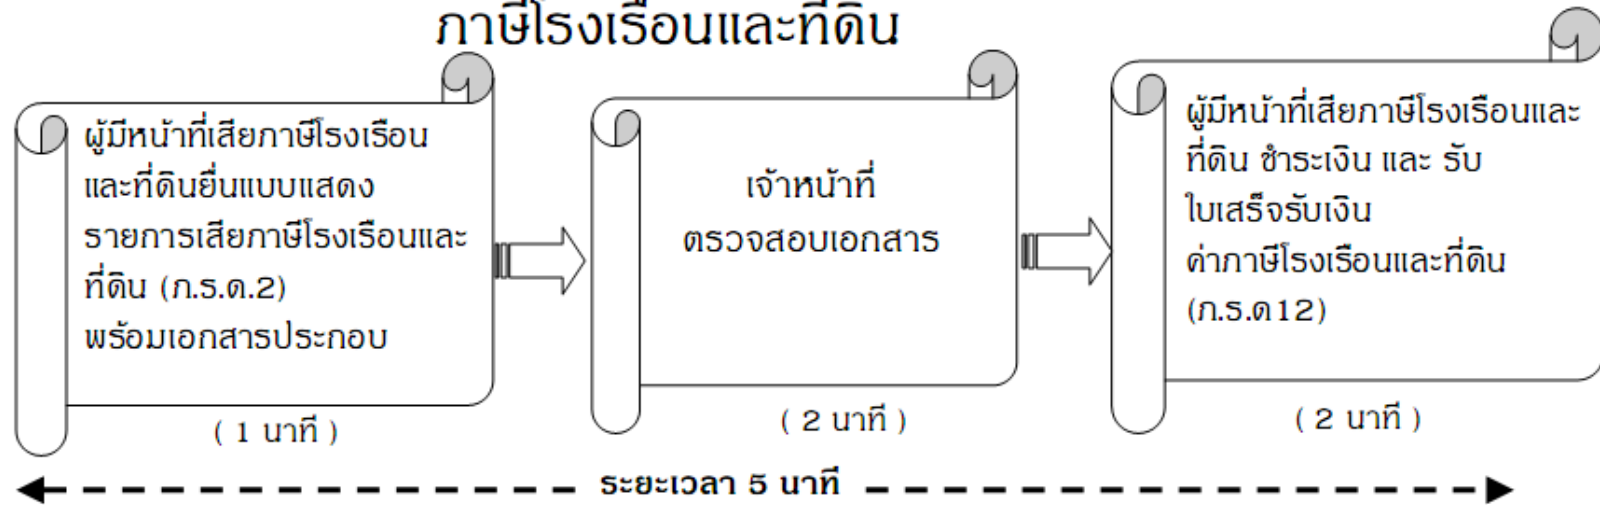 ภาษีโรงเรือนและที่ดิน
ผู้มีหน้าที่เสียภาษีโรงเรือน
และที่ดินยื่นแบบแสดง
รายการเสียภาษีโรงเรือนและ
ที่ดิน (ภ.ร.ด.2)
พร้อมเอกสารประกอบ
( 1 นาที )
เจ้าหน้าที่
ตรวจสอบเอกสาร
( 2 นาที )
ผู้มีหน้าที่เสียภาษีโรงเรือนและ
ที่ดิน ชำระเงิน และ รับ
ใบเสร็จรับเงิน
ค่าภาษีโรงเรือนและที่ดิน
(ภ.ร.ด12)
( 2 นาที )
ระยะเวลา 5 นาที